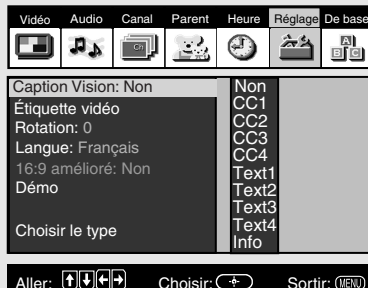 Vidéo Audio Canal Parent Heure Réglage De base
Ch
A
B C
Caption Vision: Non
Étiquette vidéo
Rotation: 0
Langue: Français
16:9 amélioré: Non
Démo
Choisir le type
Non
CC1
CC2
CC3
CC4
Text1
Text2
Text3
Text4
Info
Aller: Choisir: Sortir: MENU